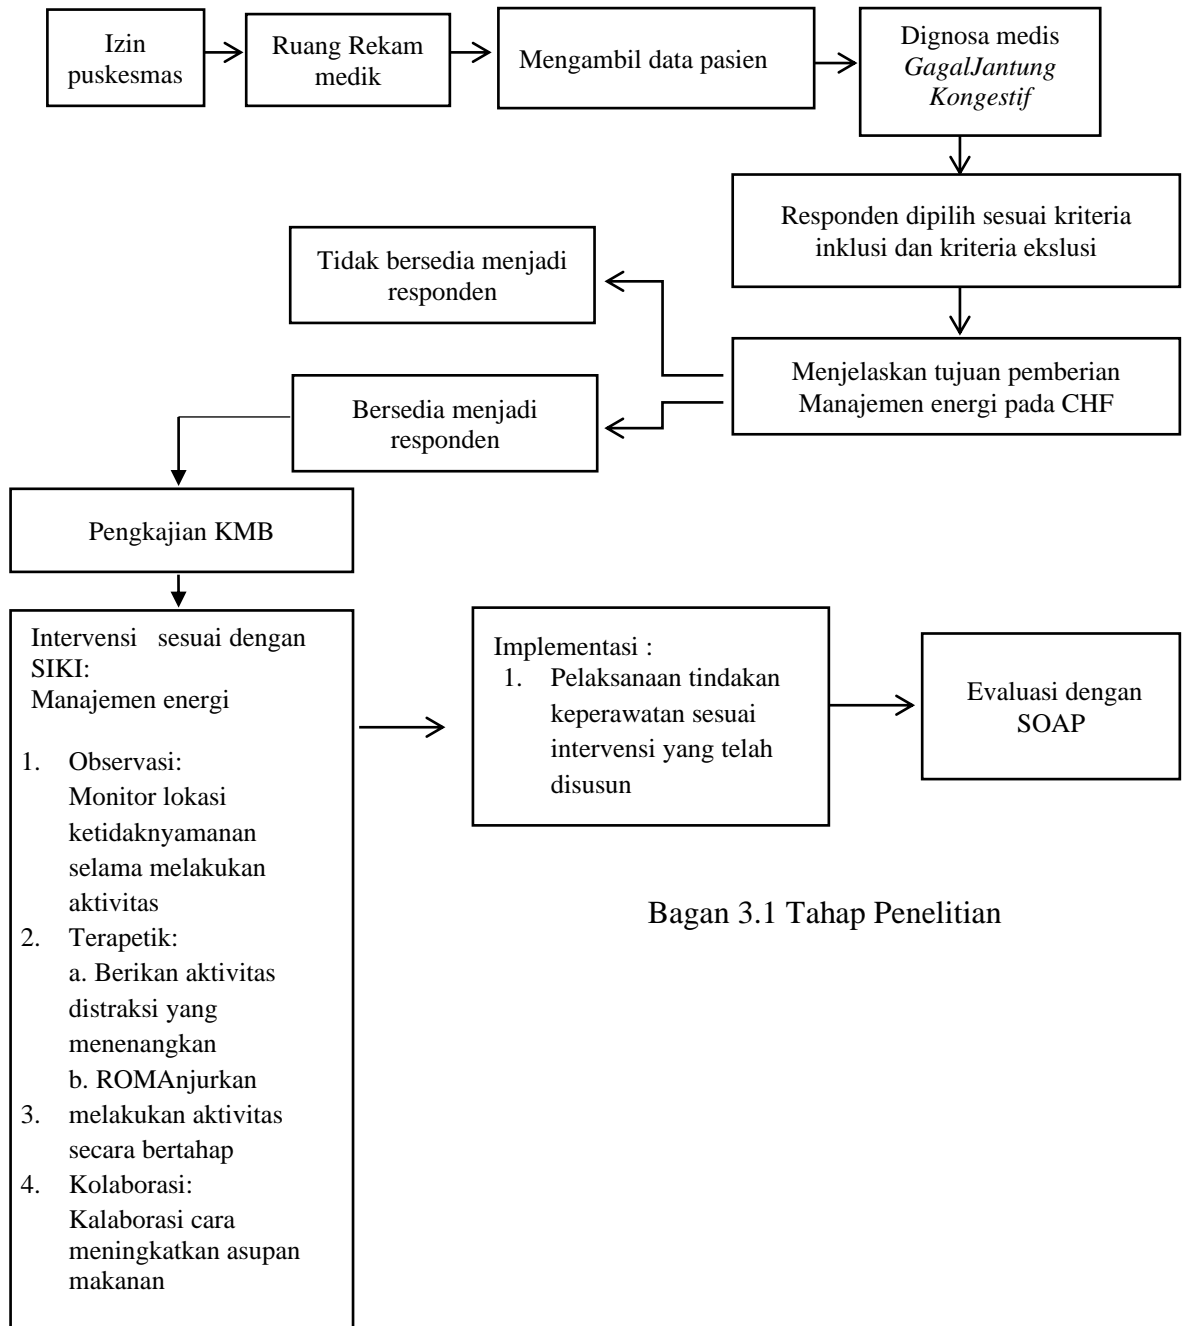 Izin
puskesmas
Ruang Rekam
medik
Mengambil data pasien
Dignosa medis
GagalJantung
Kongestif
Responden dipilih sesuai kriteria
inklusi dan kriteria ekslusi
Tidak bersedia menjadi
responden
Menjelaskan tujuan pemberian
Manajemen energi pada CHF
Bersedia menjadi
responden
Pengkajian KMB
Intervensi sesuai dengan
SIKI:
Manajemen energi
1. Observasi:
Monitor lokasi
ketidaknyamanan
selama melakukan
aktivitas
2. Terapetik:
a. Berikan aktivitas
distraksi yang
menenangkan
b. ROMAnjurkan
3. melakukan aktivitas
secara bertahap
4. Kolaborasi:
Kalaborasi cara
meningkatkan asupan
makanan
Implementasi :
1. Pelaksanaan tindakan
keperawatan sesuai
intervensi yang telah
disusun
Evaluasi dengan
SOAP
Bagan 3.1 Tahap Penelitian